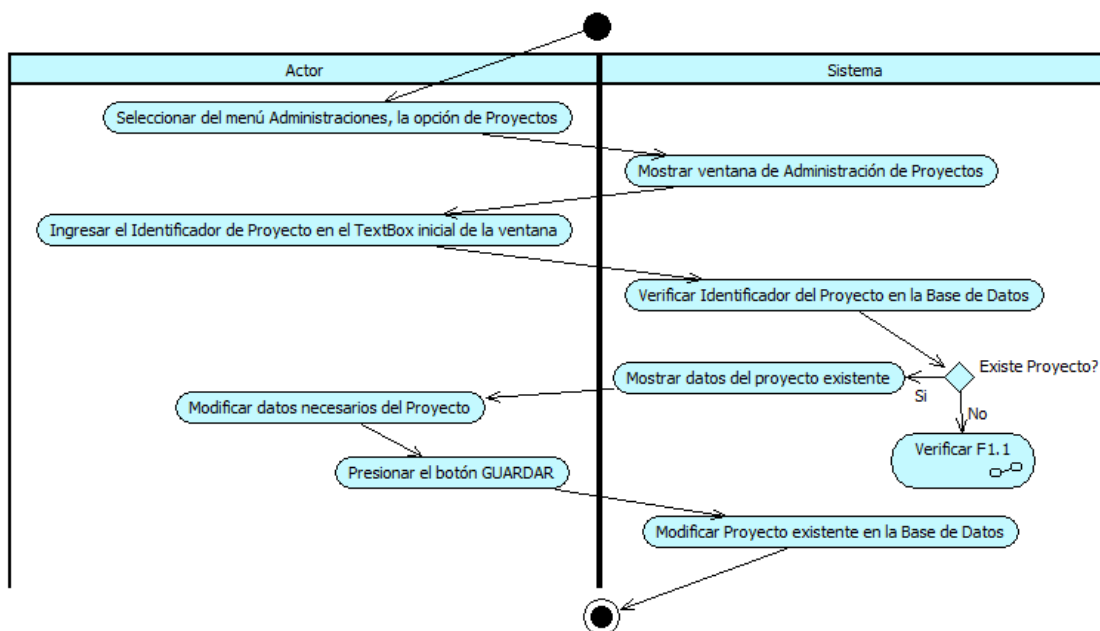 Actor
Sistema
Seleccionar del menú Administraciones, la opción de Proyectos
Mostrar ventana de Administración de Proyectos
Ingresar el Identificador de Proyecto en el TextBox inicial de la ventana
Verificar Identificador del Proyecto en la Base de Datos
Existe Proyecto?
Mostrar datos del proyecto existente
Si
Modificar datos necesarios del Proyecto
No
Verificar F1.1
Presionar el botón GUARDAR
Modificar Proyecto existente en la Base de Datos